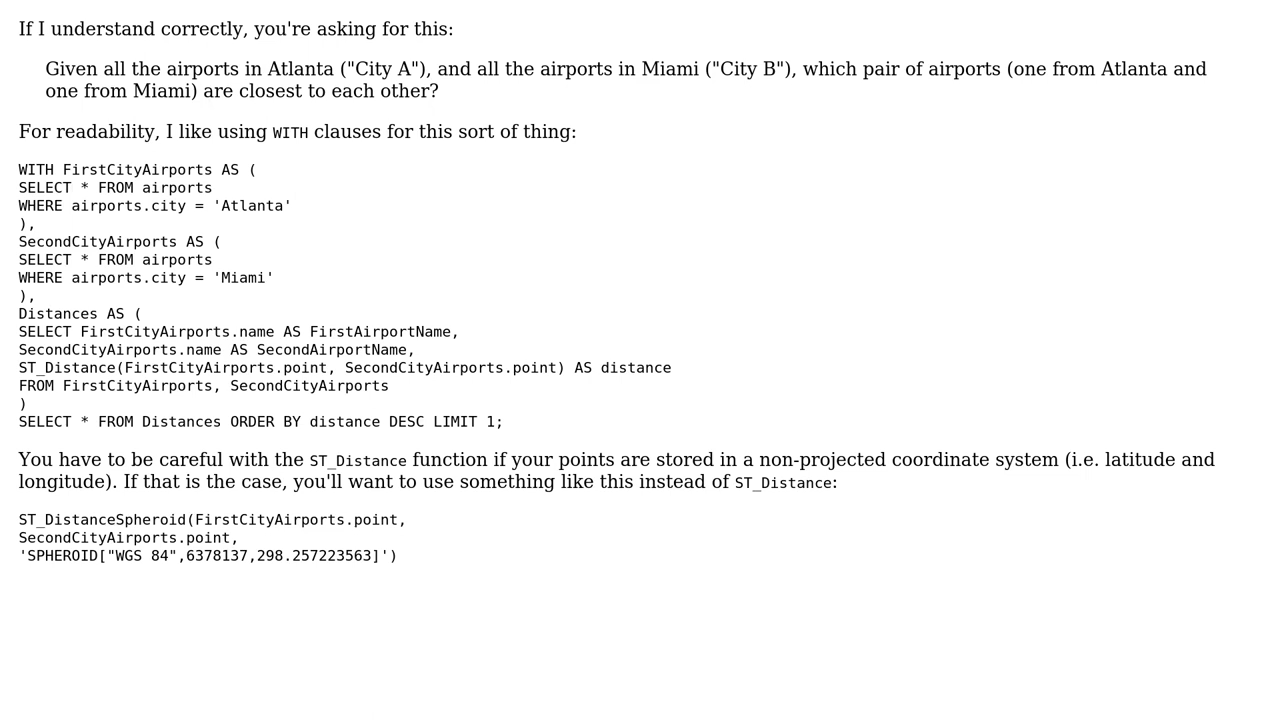 If I understand correctly, you're asking for this:
Given all the airports in Atlanta ("City A"), and all the airports in Miami ("City B"), which pair of airports (one from Atlanta and
one from Miami) are closest to each other?
For readability, I like using WITH clauses for this sort of thing:
WITH FirstCityAirports AS (
SELECT * FROM airports
WHERE airports.city = 'Atlanta'
),
SecondCityAirports AS (
SELECT * FROM airports
WHERE airports.city = 'Miami'
),
Distances AS (
SELECT FirstCityAirports.name AS FirstAirportName,
SecondCityAirports.name AS SecondAirportName,
ST_Distance(FirstCityAirports.point, SecondCityAirports.point) AS distance
FROM FirstCityAirports, SecondCityAirports
)
SELECT * FROM Distances ORDER BY distance DESC LIMIT 1;
You have to be careful with the ST_Distance function if your points are stored in a non-projected coordinate system (i.e. latitude and
longitude). If that is the case, you'll want to use something like this instead of ST_Distance:
ST_DistanceSpheroid(FirstCityAirports.point,
SecondCityAirports.point,
'SPHEROID["WGS 84",6378137,298.257223563]')